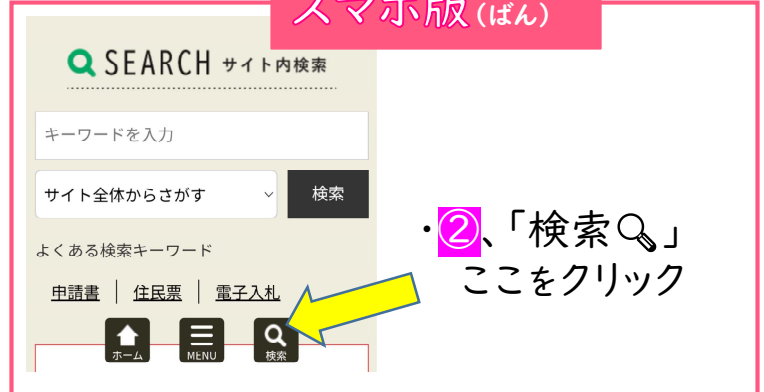 スマホ版(ばん)
SEARCH サイト内検索
キーワードを入力
サイト全体からさがす
検索
よくある検索キーワード
申請書 | 住民票 | 電子入札
ホーム
MENU
検索
・②、「検索🔍」
ここをクリック